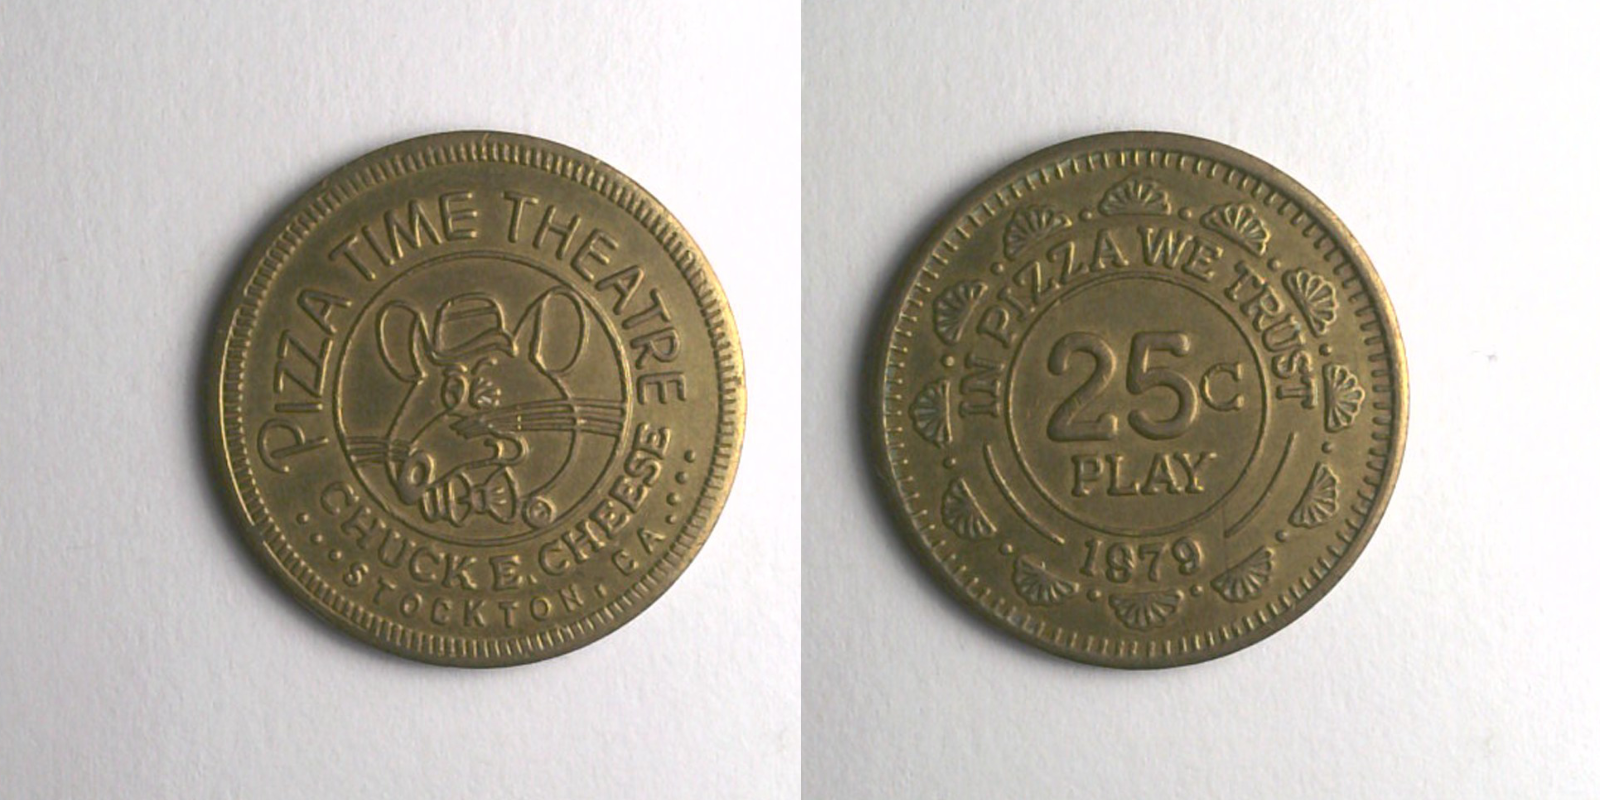 PIZZA TIME THEATRE
CHUCK E. CHEESE
STOCKTON, CA
IN PIZZA WE TRUST
25¢
PLAY
1979